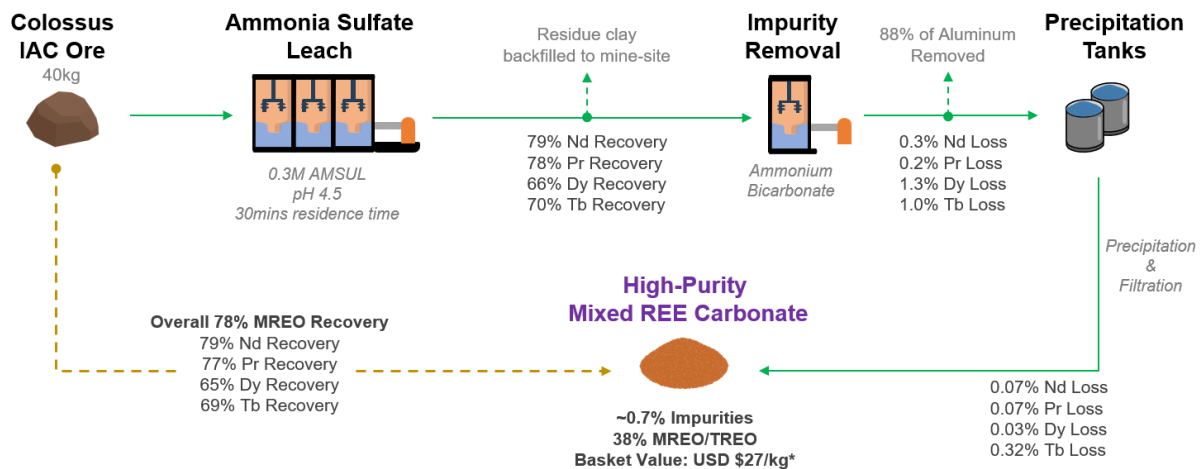 Colossus
IAC Ore
40kg
Ammonia Sulfate
Leach
0.3M AMSUL
pH 4.5
30mins residence time
Residue clay
backfilled to mine-site
79% Nd Recovery
78% Pr Recovery
66% Dy Recovery
70% Tb Recovery
Impurity
Removal
Ammonium
Bicarbonate
88% of Aluminum
Removed
0.3% Nd Loss
0.2% Pr Loss
1.3% Dy Loss
1.0% Tb Loss
Precipitation
Tanks
Precipitation
&
Filtration
0.07% Nd Loss
0.07% Pr Loss
0.03% Dy Loss
0.32% Tb Loss
High-Purity
Mixed REE Carbonate
~0.7% Impurities
38% MREO/TREO
Basket Value: USD $27/kg*
Overall 78% MREO Recovery
79% Nd Recovery
77% Pr Recovery
65% Dy Recovery
69% Tb Recovery